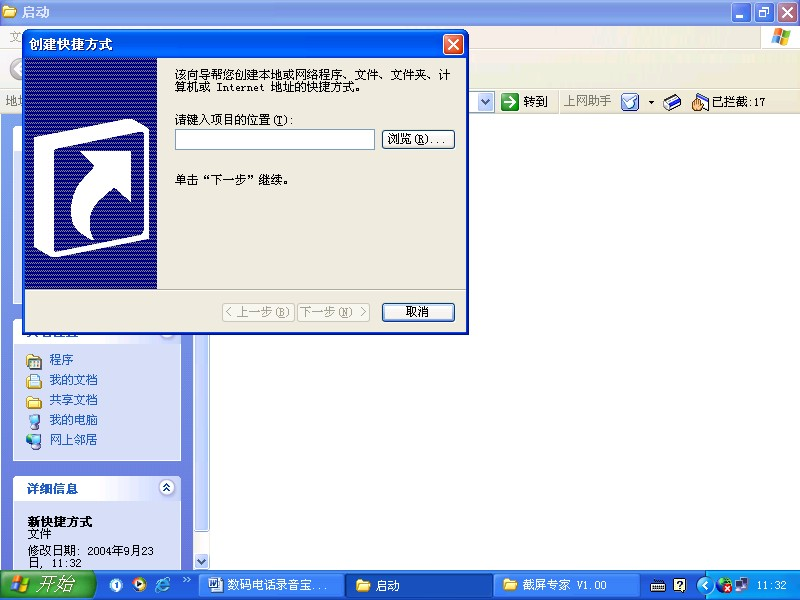 启动
创建快捷方式
该向导帮您创建本地或网络程序、文件、文件夹、计
算机或 Internet 地址的快捷方式。
请键入项目的位置(T):
浏览(R)...
单击“下一步”继续。
< 上一步(B)
下一步(N) >
取消
转到
上网助手
已拦截:17
程序
我的文档
共享文档
我的电脑
网上邻居
详细信息
新快捷方式
文件
修改日期: 2004年9月23
日, 11:32
开始
数码电话录音宝...
启动
截屏专家 V1.00
11:32